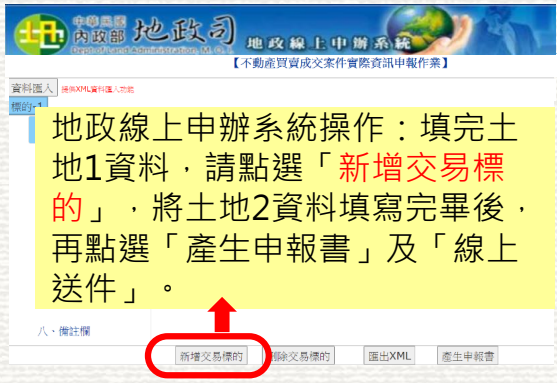 中華民國
內政部 地政司
Dept of Land Administration, M. O. I.
地政線上申辦系統
【不動產買賣成交案件實際資訊申報作業】
資料匯入 提供XML資料匯入功能
標的-1
地政線上申辦系統操作：填完土
地1資料，請點選「新增交易標
的」，將土地2資料填寫完畢後，
再點選「產生申報書」及「線上
送件」。
八、備註欄
新增交易標的 刪除交易標的 匯出XML 產生申報書